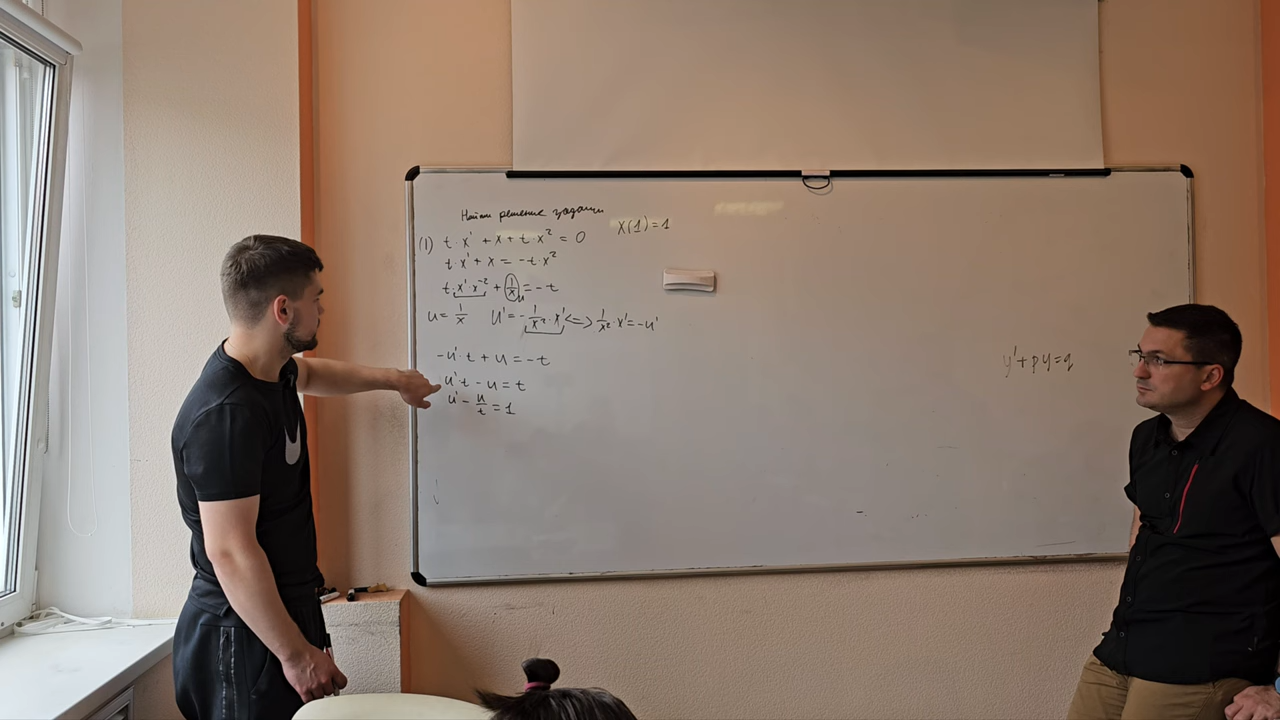 Найти решение задачи
(1) t·x' + x + t·x² = 0 x(1)=1
t·x' + x = -t·x²
t·x'·x⁻² + 1/x = -t
u
u = 1/x u' = -1/x²·x' <=> 1/x²·x' = -u'
-u'·t + u = -t
u'·t - u = t
u' - u/t = 1
y' + py = q